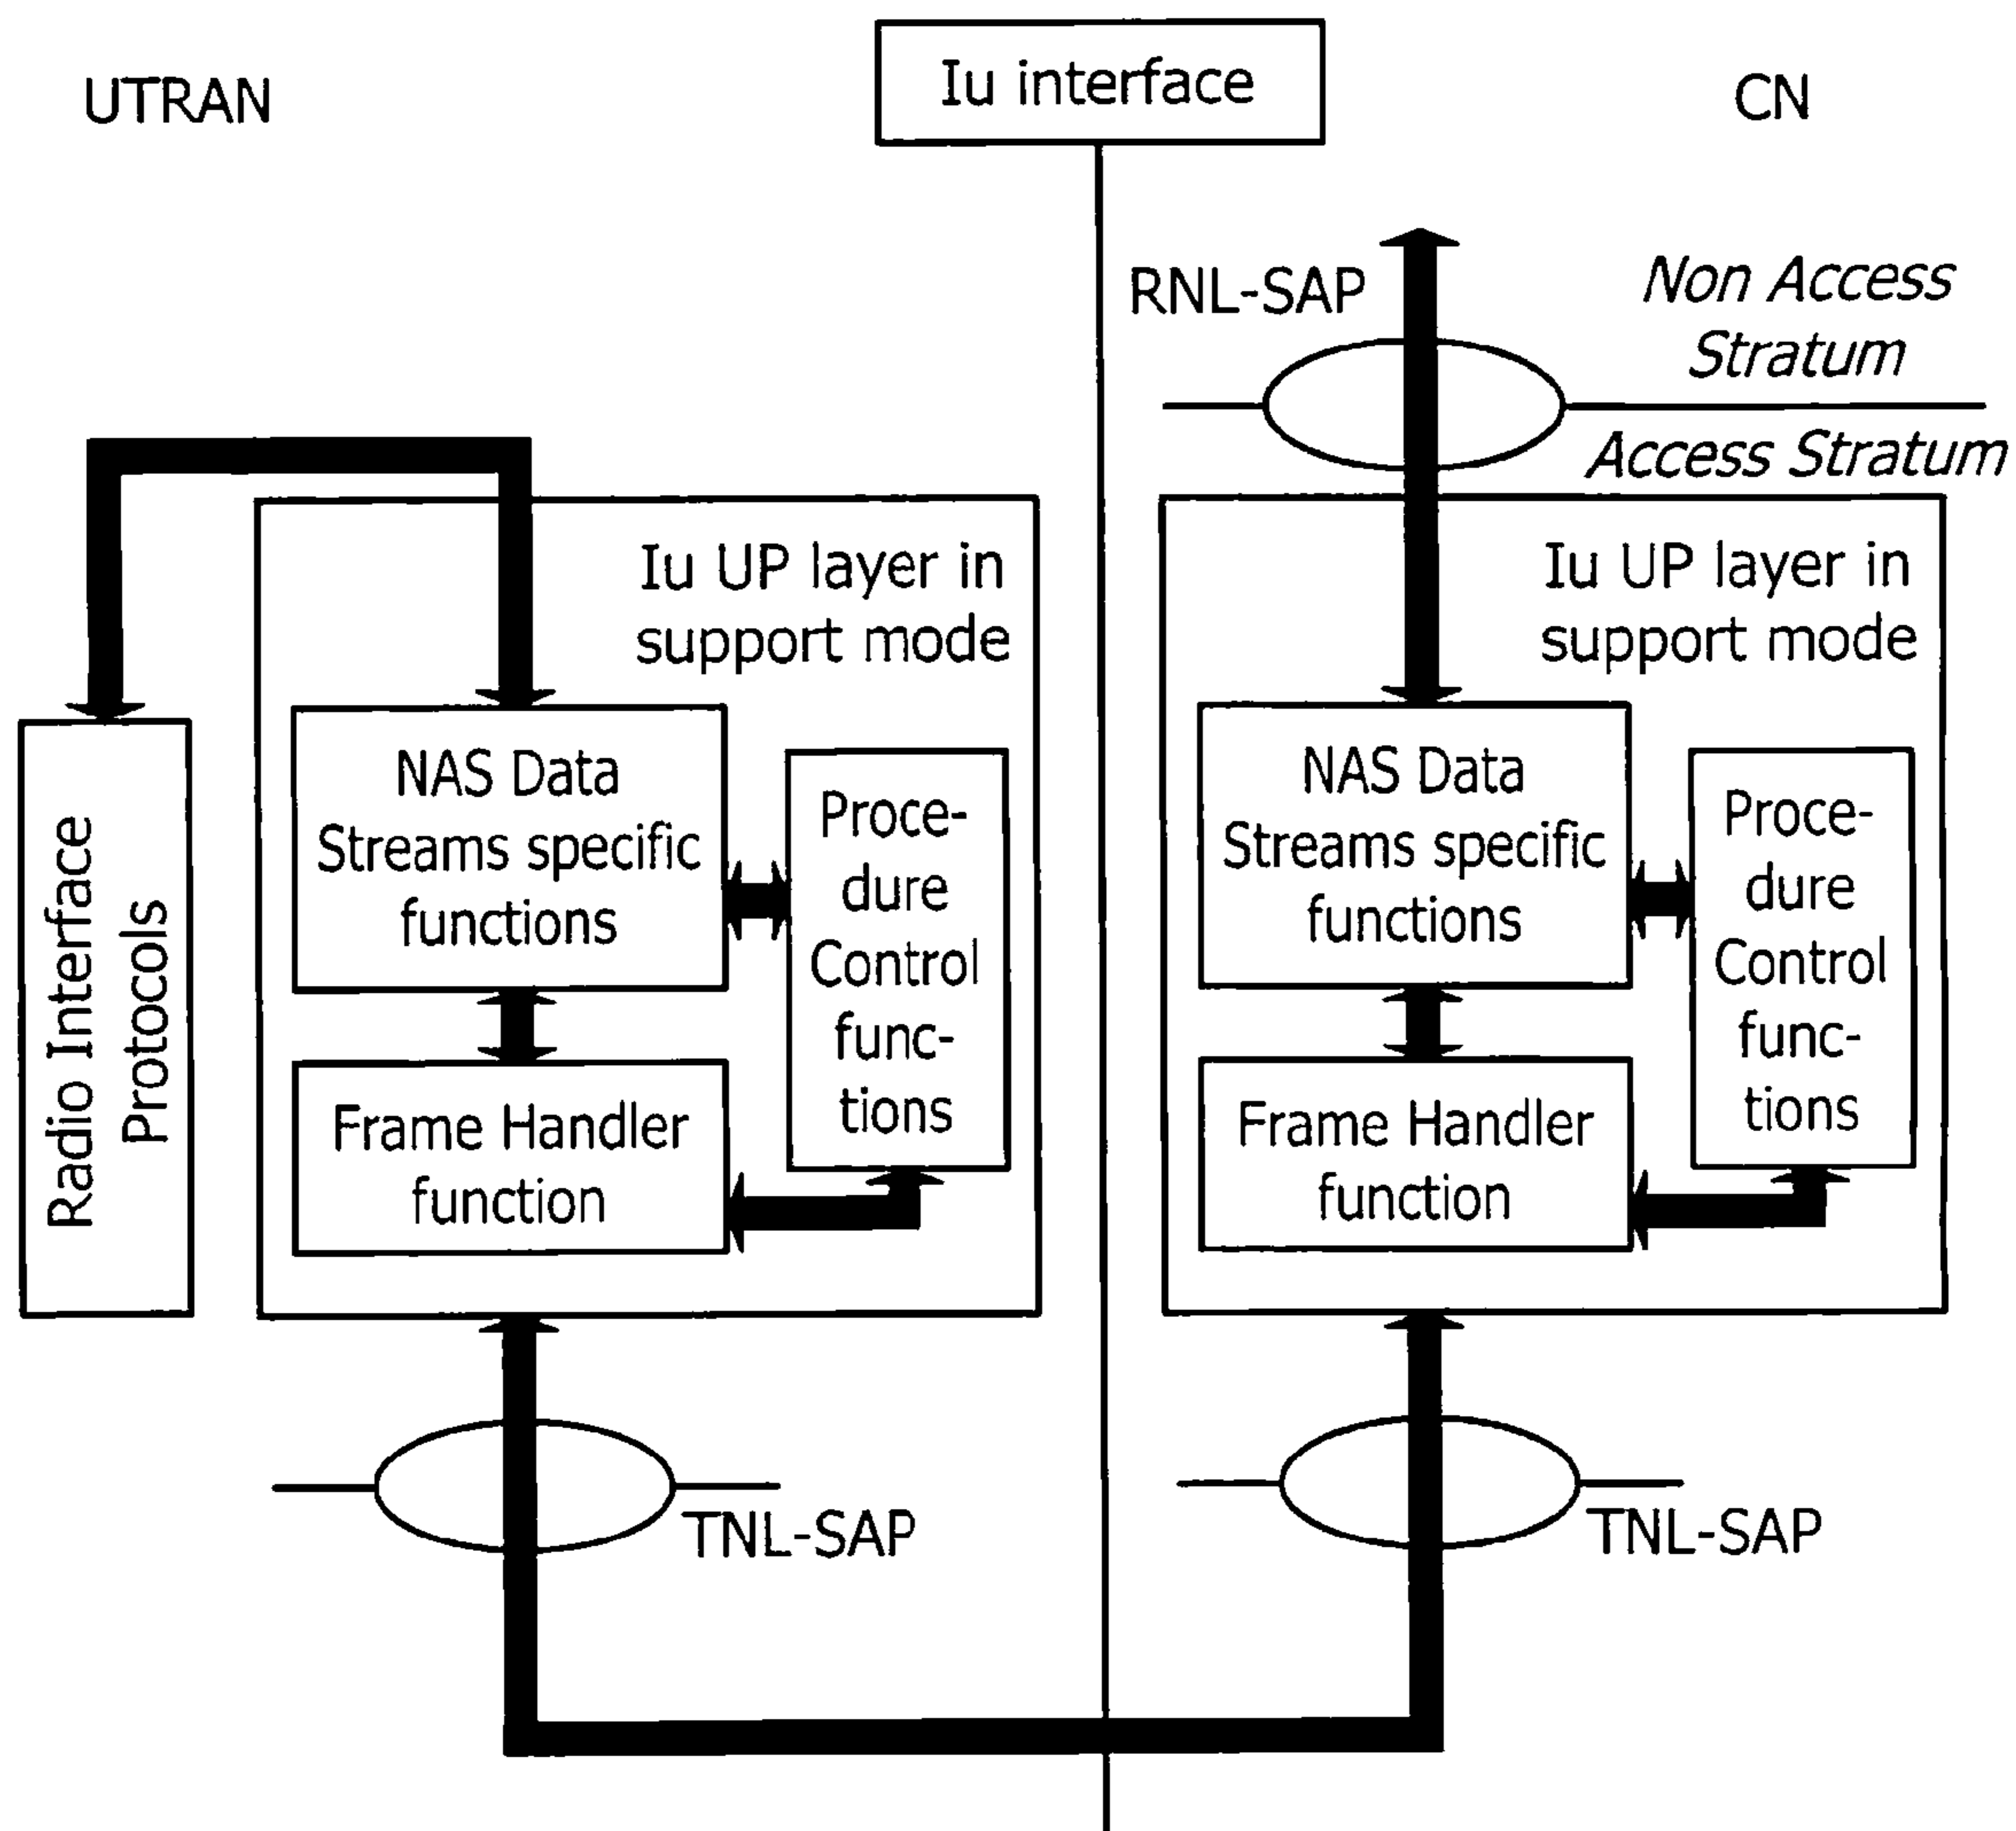 UTRAN
Iu interface
CN
RNL-SAP
Non Access
Stratum
Access Stratum
Iu UP layer in
support mode
Iu UP layer in
support mode
Radio Interface
Protocols
NAS Data
Streams specific
functions
Proce-
dure
Control
func-
tions
Frame Handler
function
NAS Data
Streams specific
functions
Proce-
dure
Control
func-
tions
Frame Handler
function
TNL-SAP
TNL-SAP